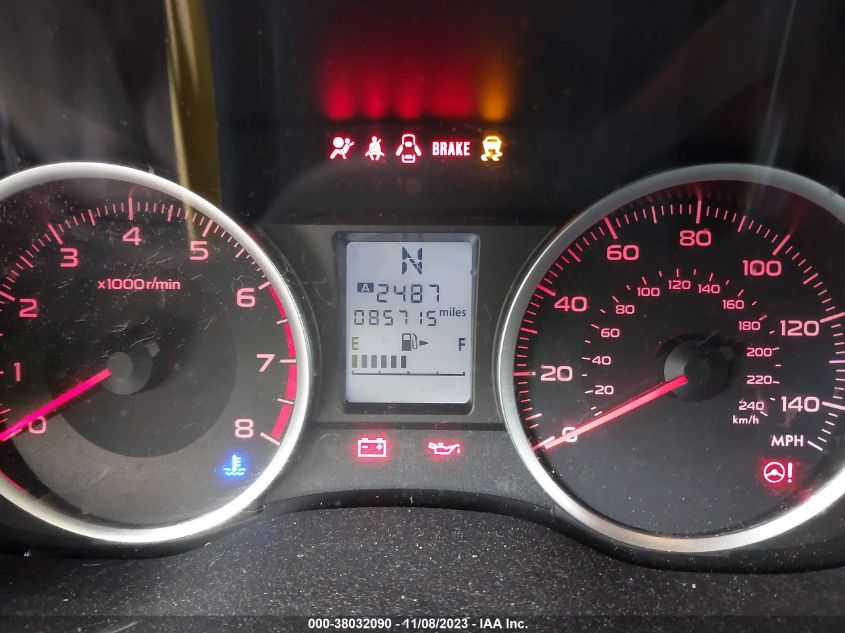 BRAKE
0 1 2 3 4 5 6 7 8
x1000r/min
N
A 2487
085715 miles
E F
0 20 40 60 80 100 120 140
MPH
20 40 60 80 100 120 140 160 180 200 220 240
km/h
!
000-38032090 - 11/08/2023 - IAA Inc.